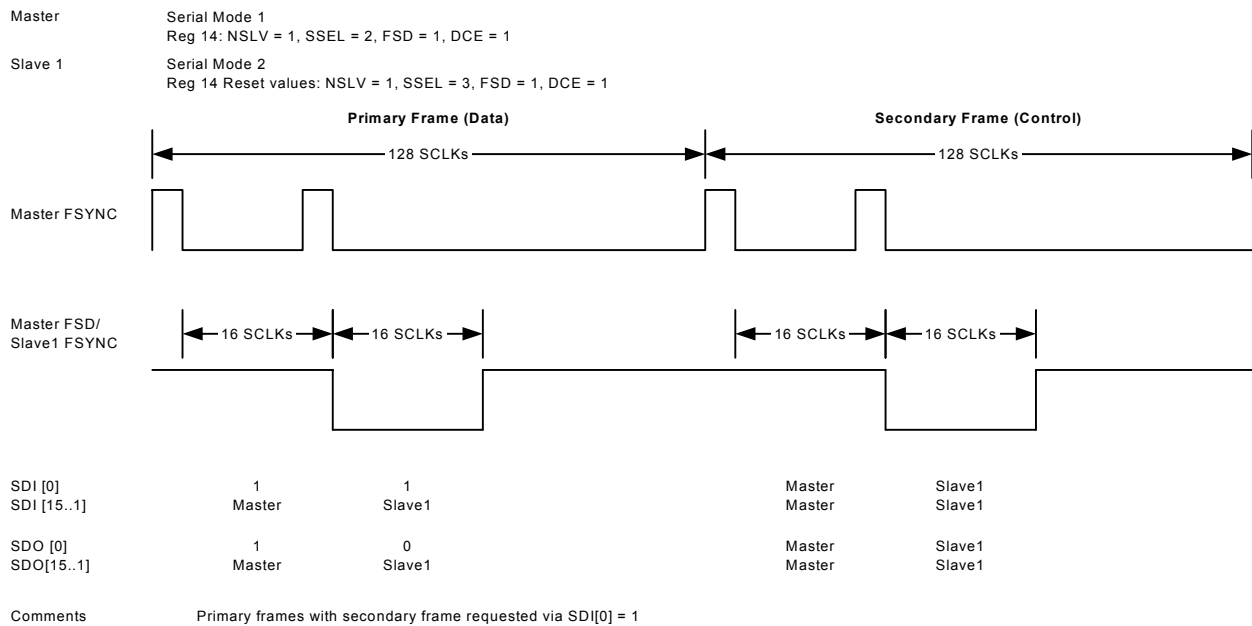 Master Serial Mode 1
Reg 14: NSLV = 1, SSEL = 2, FSD = 1, DCE = 1
Slave 1 Serial Mode 2
Reg 14 Reset values: NSLV = 1, SSEL = 3, FSD = 1, DCE = 1
Primary Frame (Data) Secondary Frame (Control)
128 SCLKs 128 SCLKs
Master FSYNC
Master FSD/
Slave1 FSYNC
16 SCLKs 16 SCLKs 16 SCLKs 16 SCLKs
SDI [0] 1 1 Master Slave1
SDI [15..1] Master Slave1 Master Slave1
SDO [0] 1 0 Master Slave1
SDO[15..1] Master Slave1 Master Slave1
Comments Primary frames with secondary frame requested via SDI[0] = 1